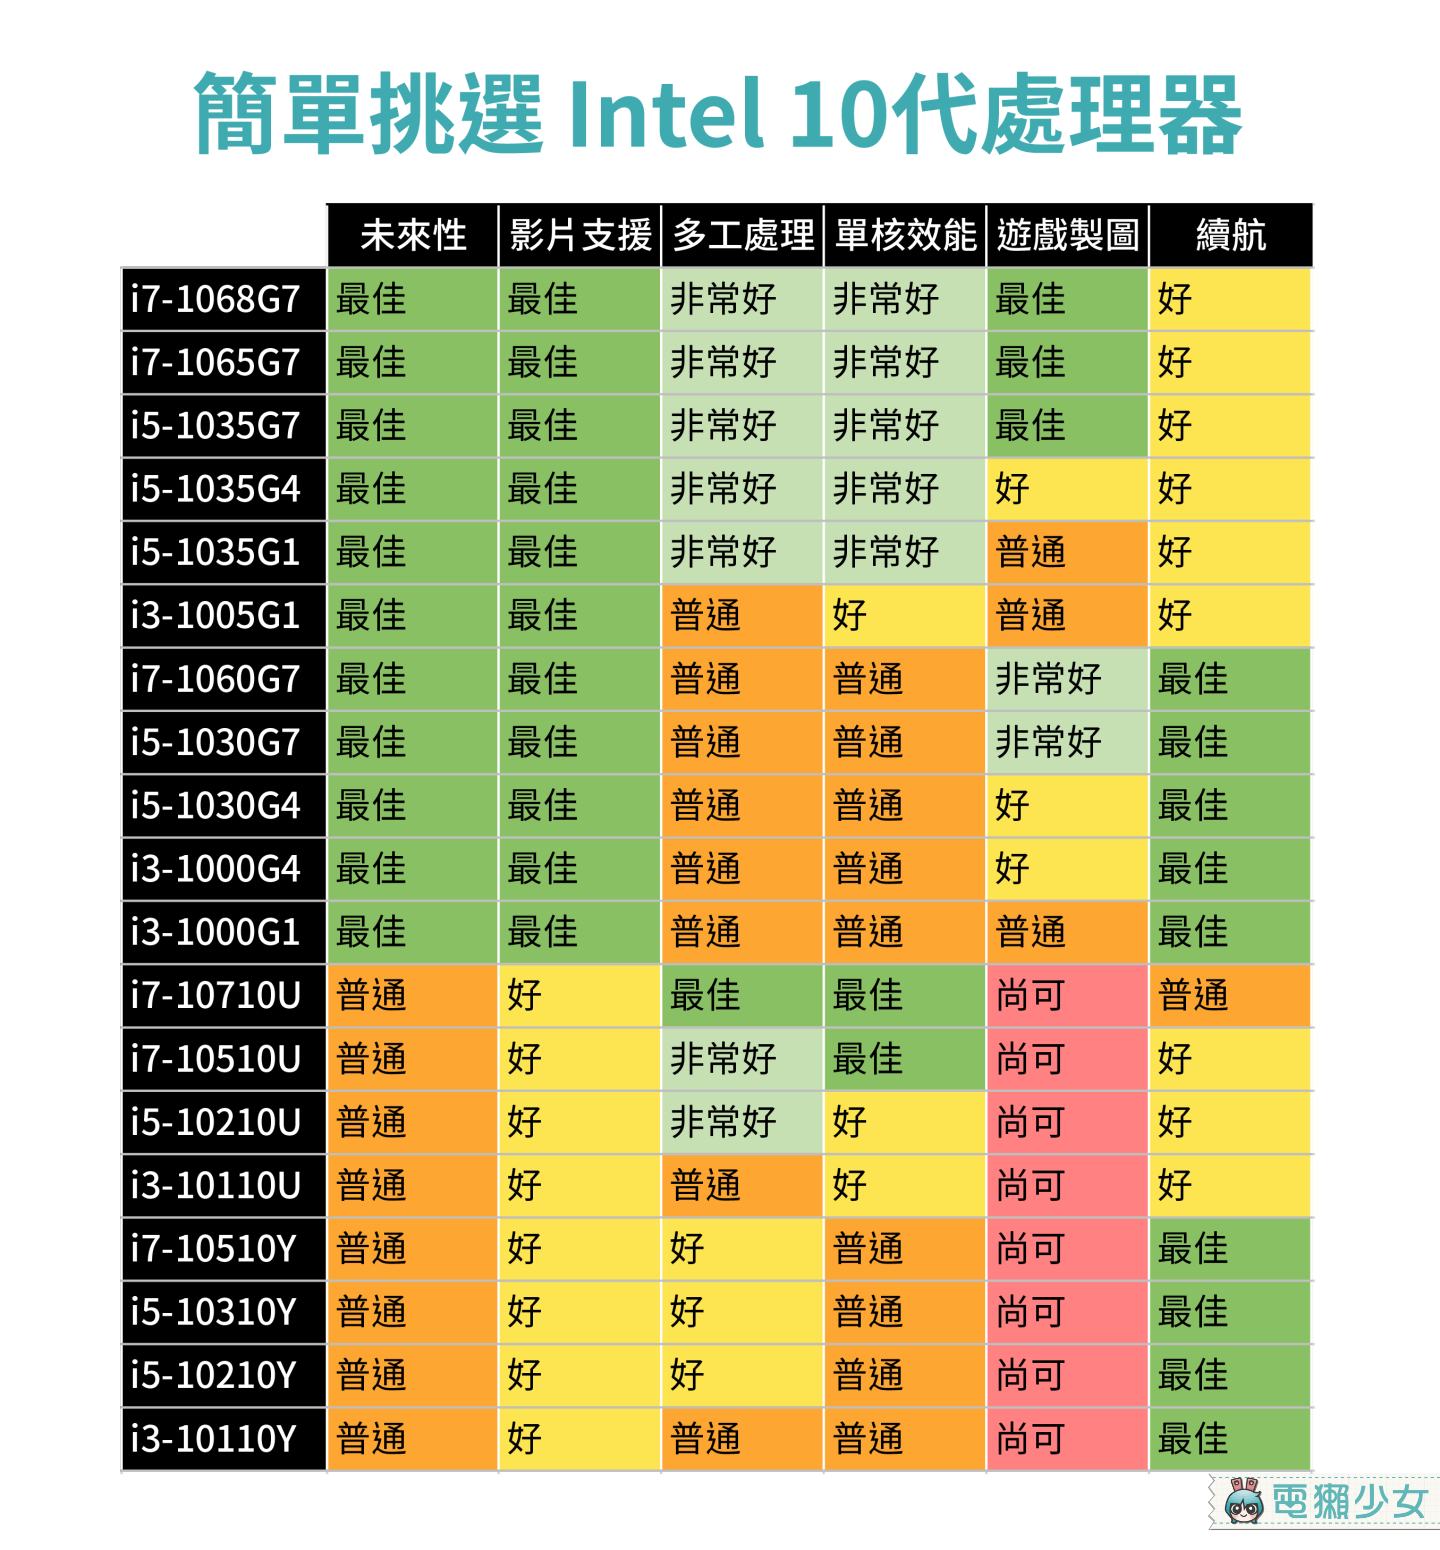 簡單挑選 Intel 10代處理器
未來性 影片支援 多工處理 單核效能 遊戲製圖 續航
i7-1068G7 最佳 最佳 非常好 非常好 最佳 好
i7-1065G7 最佳 最佳 非常好 非常好 最佳 好
i5-1035G7 最佳 最佳 非常好 非常好 最佳 好
i5-1035G4 最佳 最佳 非常好 非常好 好 好
i5-1035G1 最佳 最佳 非常好 非常好 普通 好
i3-1005G1 最佳 最佳 普通 好 普通 好
i7-1060G7 最佳 最佳 普通 普通 非常好 最佳
i5-1030G7 最佳 最佳 普通 普通 非常好 最佳
i5-1030G4 最佳 最佳 普通 普通 好 最佳
i3-1000G4 最佳 最佳 普通 普通 好 最佳
i3-1000G1 最佳 最佳 普通 普通 普通 最佳
i7-10710U 普通 好 最佳 最佳 尚可 普通
i7-10510U 普通 好 非常好 最佳 尚可 好
i5-10210U 普通 好 非常好 好 尚可 好
i3-10110U 普通 好 普通 好 尚可 好
i7-10510Y 普通 好 好 普通 尚可 最佳
i5-10310Y 普通 好 好 普通 尚可 最佳
i5-10210Y 普通 好 好 普通 尚可 最佳
i3-10110Y 普通 好 普通 普通 尚可 最佳
電獺少女